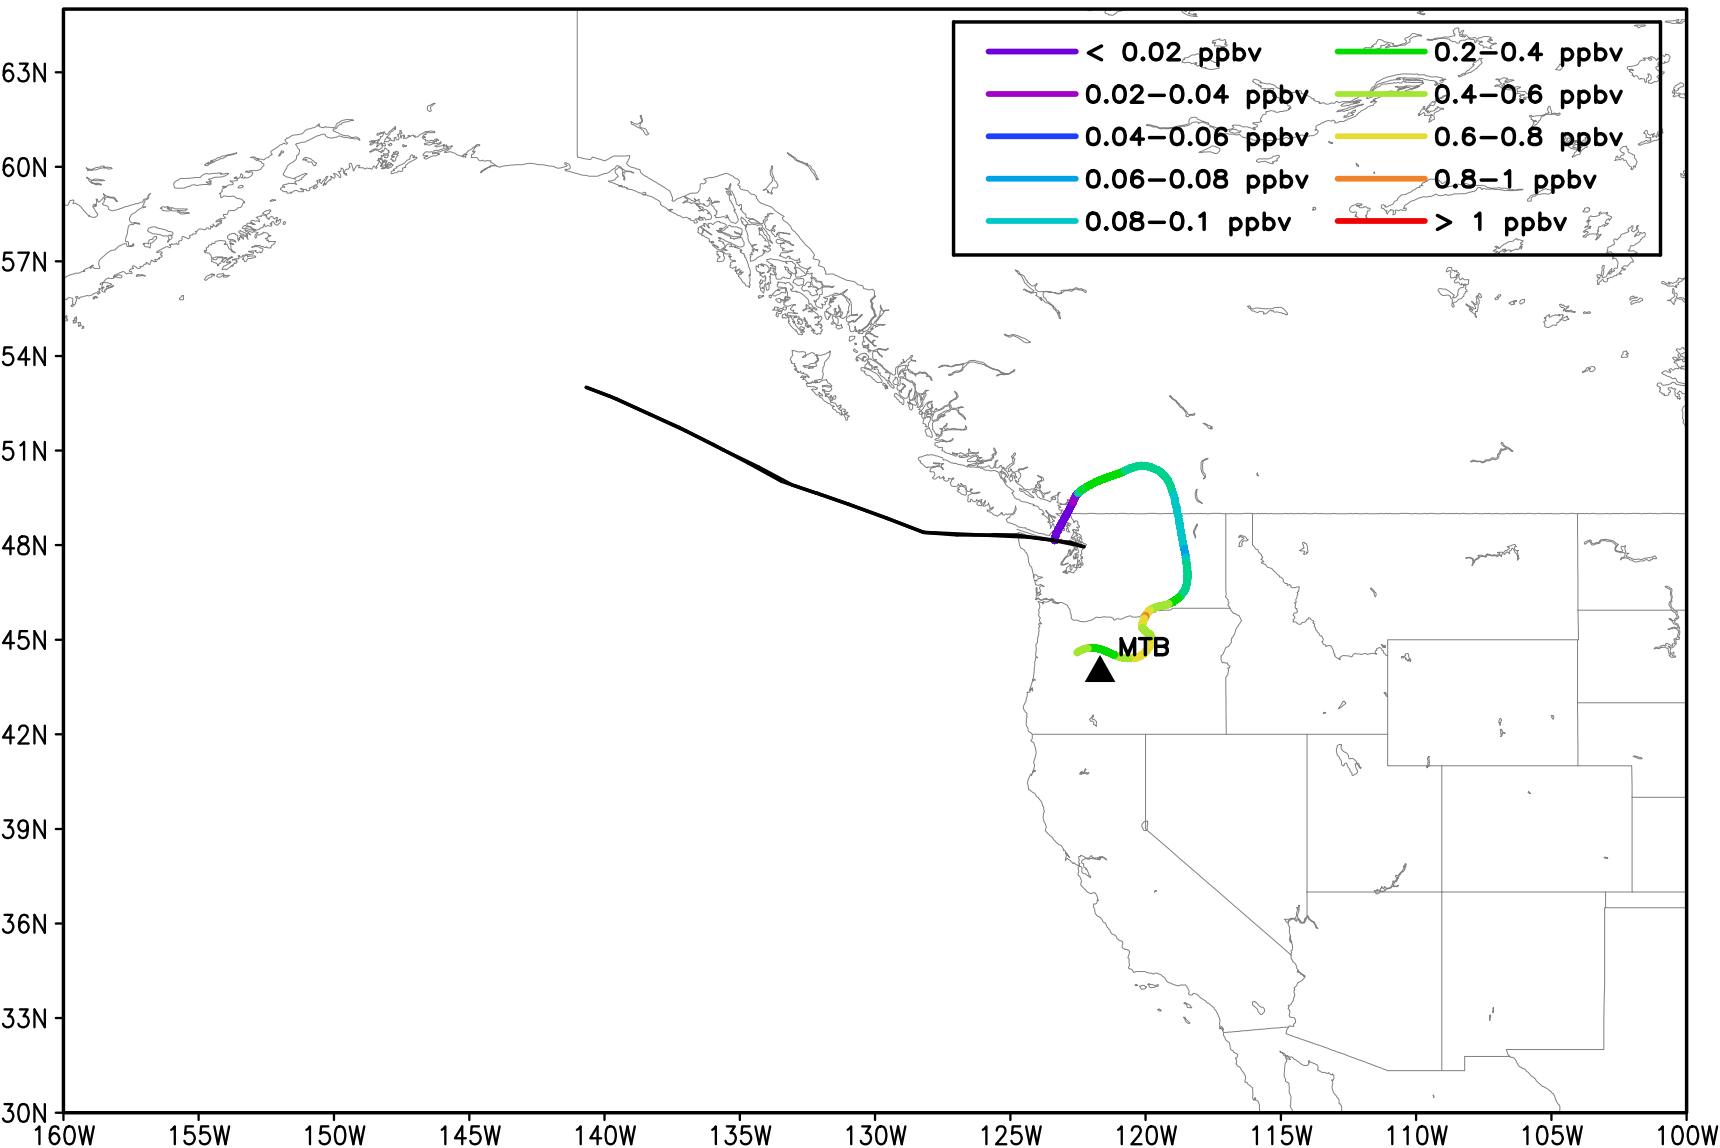 < 0.02 ppbv
0.02-0.04 ppbv
0.04-0.06 ppbv
0.06-0.08 ppbv
0.08-0.1 ppbv
0.2-0.4 ppbv
0.4-0.6 ppbv
0.6-0.8 ppbv
0.8-1 ppbv
> 1 ppbv
63N
60N
57N
54N
51N
48N
45N
42N
39N
36N
33N
30N
MTB
160W 155W 150W 145W 140W 135W 130W 125W 120W 115W 110W 105W 100W